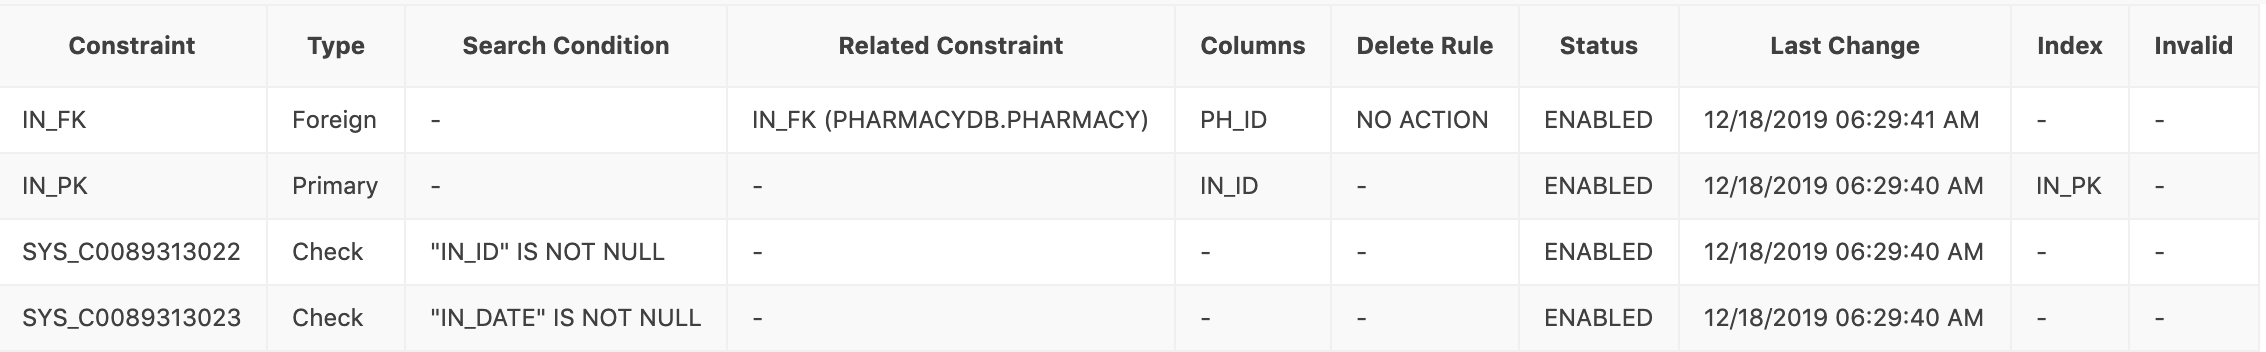 Constraint Type Search Condition Related Constraint Columns Delete Rule Status Last Change Index Invalid
IN_FK Foreign - IN_FK (PHARMACYDB.PHARMACY) PH_ID NO ACTION ENABLED 12/18/2019 06:29:41 AM - -
IN_PK Primary - - IN_ID - ENABLED 12/18/2019 06:29:40 AM IN_PK -
SYS_C0089313022 Check "IN_ID" IS NOT NULL - - - ENABLED 12/18/2019 06:29:40 AM - -
SYS_C0089313023 Check "IN_DATE" IS NOT NULL - - - ENABLED 12/18/2019 06:29:40 AM - -